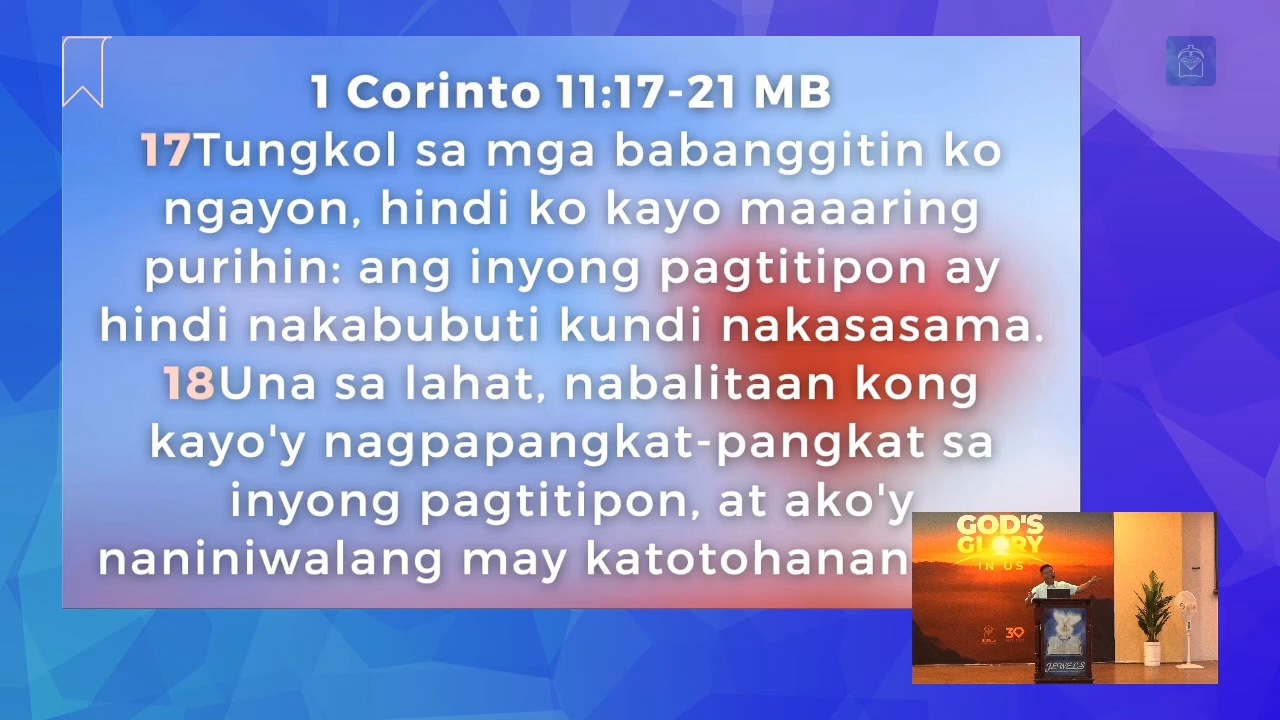 1 Corinto 11:17-21 MB
17Tungkol sa mga babanggitin ko
ngayon, hindi ko kayo maaaring
purihin: ang inyong pagtitipon ay
hindi nakabubuti kundi nakasasama.
18Una sa lahat, nabalitaan kong
kayo'y nagpapangkat-pangkat sa
inyong pagtitipon, at ako'y
naniniwalang may katotohanan
GOD'S
GLORY
IN US
30
JEWELS